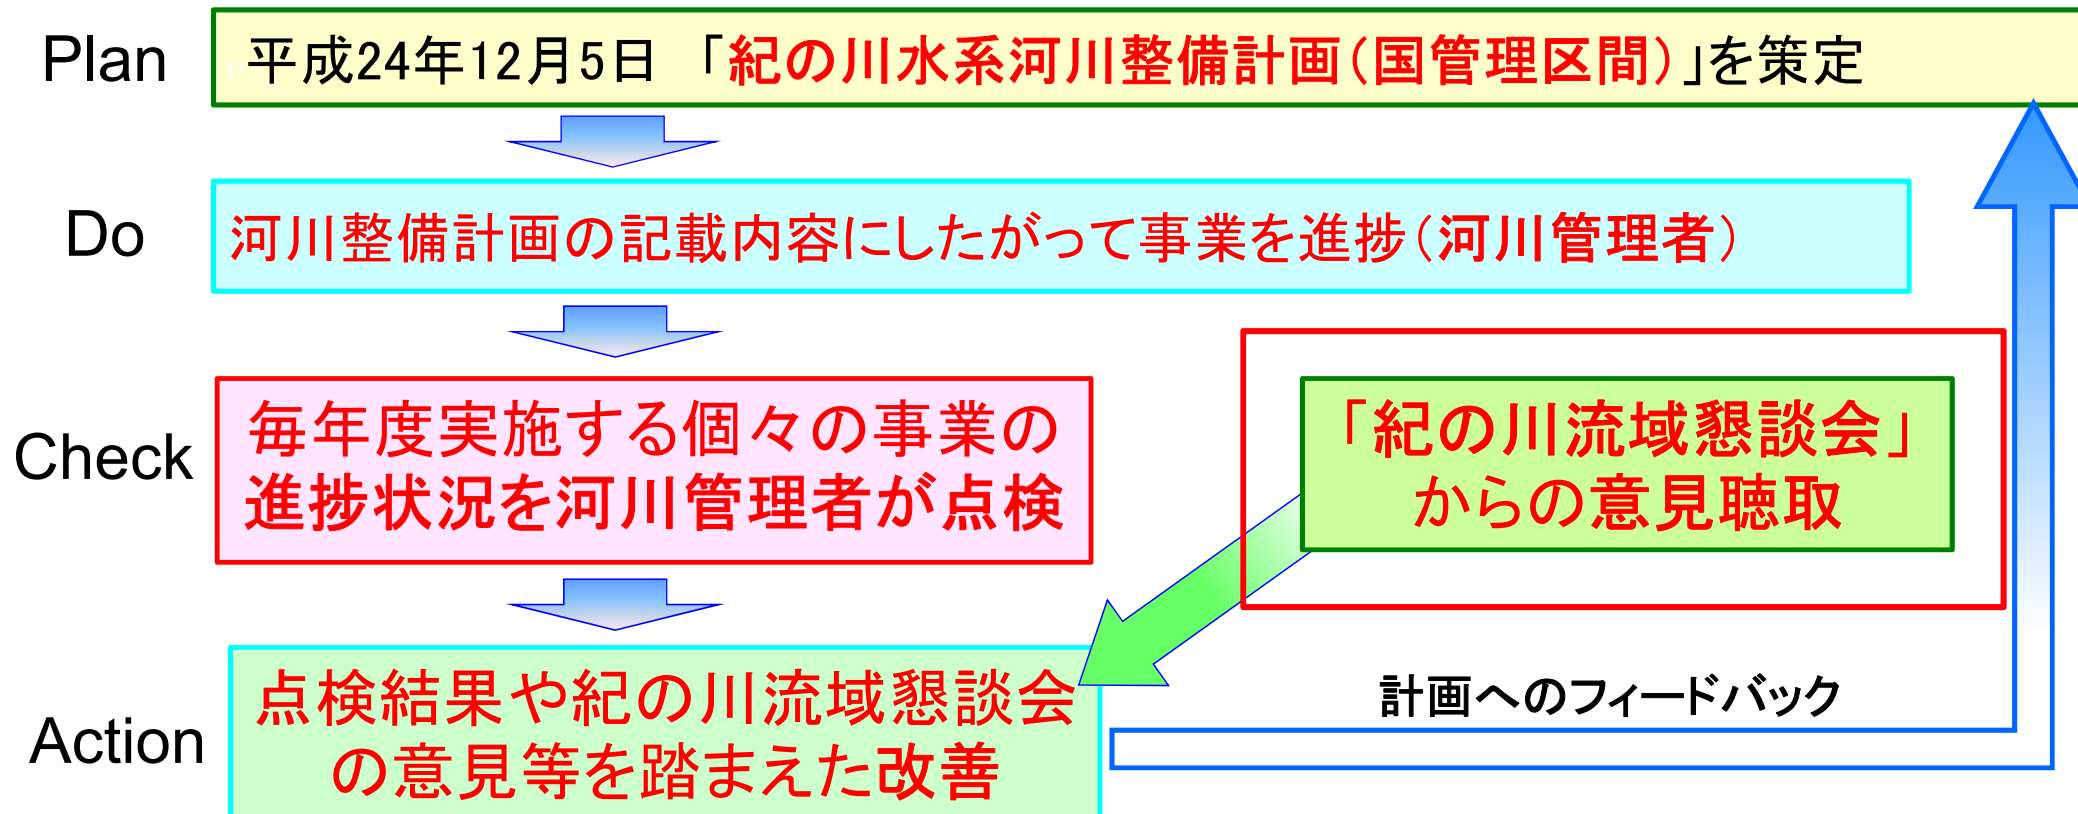 Plan
平成24年12月5日 「紀の川水系河川整備計画(国管理区間)」を策定
Do
河川整備計画の記載内容にしたがって事業を進捗(河川管理者)
Check
毎年度実施する個々の事業の
進捗状況を河川管理者が点検
「紀の川流域懇談会」
からの意見聴取
Action
点検結果や紀の川流域懇談会
の意見等を踏まえた改善
計画へのフィードバック